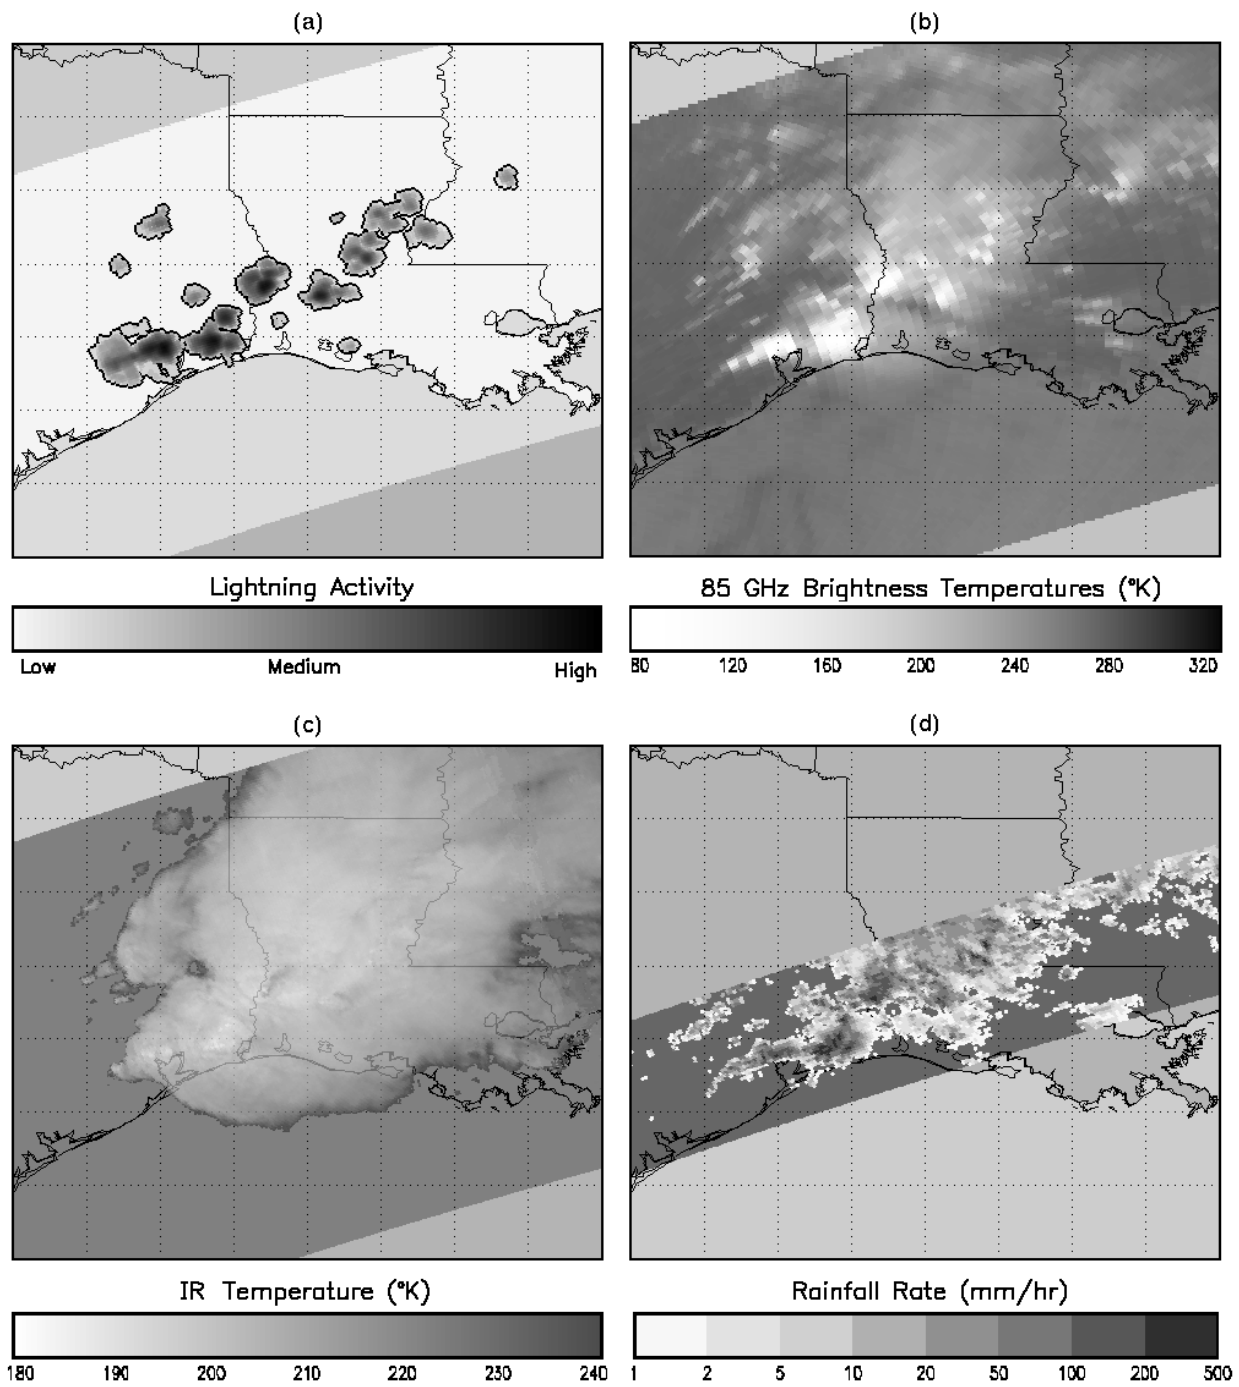 (a)
(b)
Lightning Activity
Low Medium High
85 GHz Brightness Temperatures (°K)
80 120 160 200 240 280 320
(c)
(d)
IR Temperature (°K)
180 190 200 210 220 230 240
Rainfall Rate (mm/hr)
1 2 5 10 20 50 100 200 500